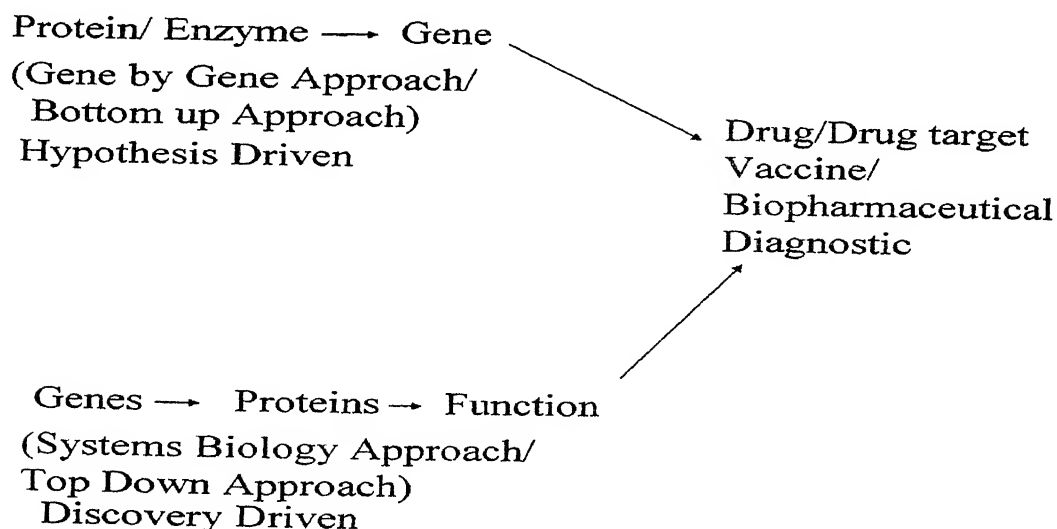 Protein/ Enzyme → Gene
(Gene by Gene Approach/
Bottom up Approach)
Hypothesis Driven
Drug/Drug target
Vaccine/
Biopharmaceutical
Diagnostic
Genes → Proteins → Function
(Systems Biology Approach/
Top Down Approach)
Discovery Driven